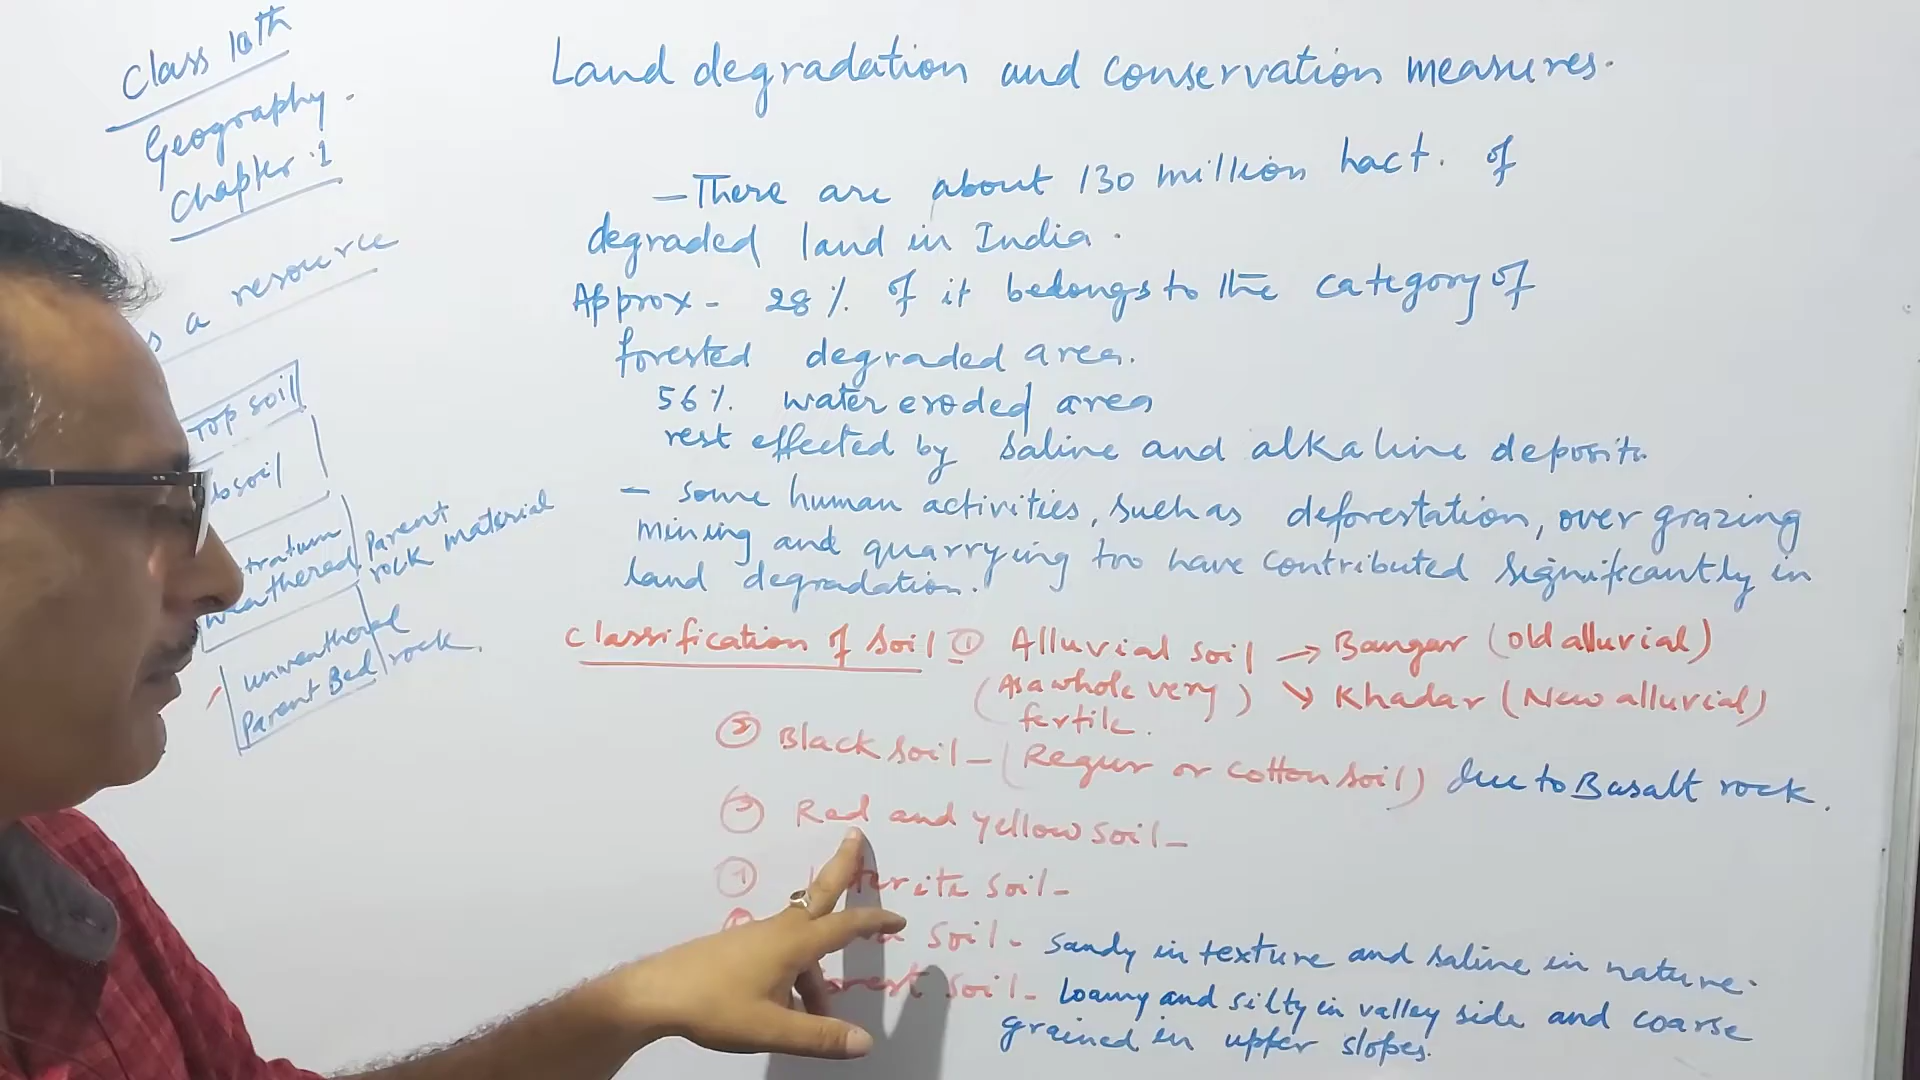 Class 10th
Geography.
Chapter.1
s a resource
Top soil
bsoil
tratum
weathered Parent
rock material
unweathered
Parent Bed rock.
Land degradation and conservation measures.
- There are about 130 million hact. of
degraded land in India.
Approx - 28%. of it belongs to the category of
forested degraded area.
56%. water eroded area
rest effected by saline and alkaline deposits.
- some human activities, such as deforestation, over grazing
mining and quarrying too have contributed significantly in
land degradation.
Classification of soil ① Alluvial soil → Bangar (old alluvial)
(As a whole very fertile.) ↘ Khadar (New alluvial)
② Black soil - (Regur or cotton soil) due to Basalt rock.
③ Red and yellow soil -
④ terite soil -
soil - sandy in texture and saline in nature.
rest soil - loamy and silty in valley side and coarse
grained in upper slopes.